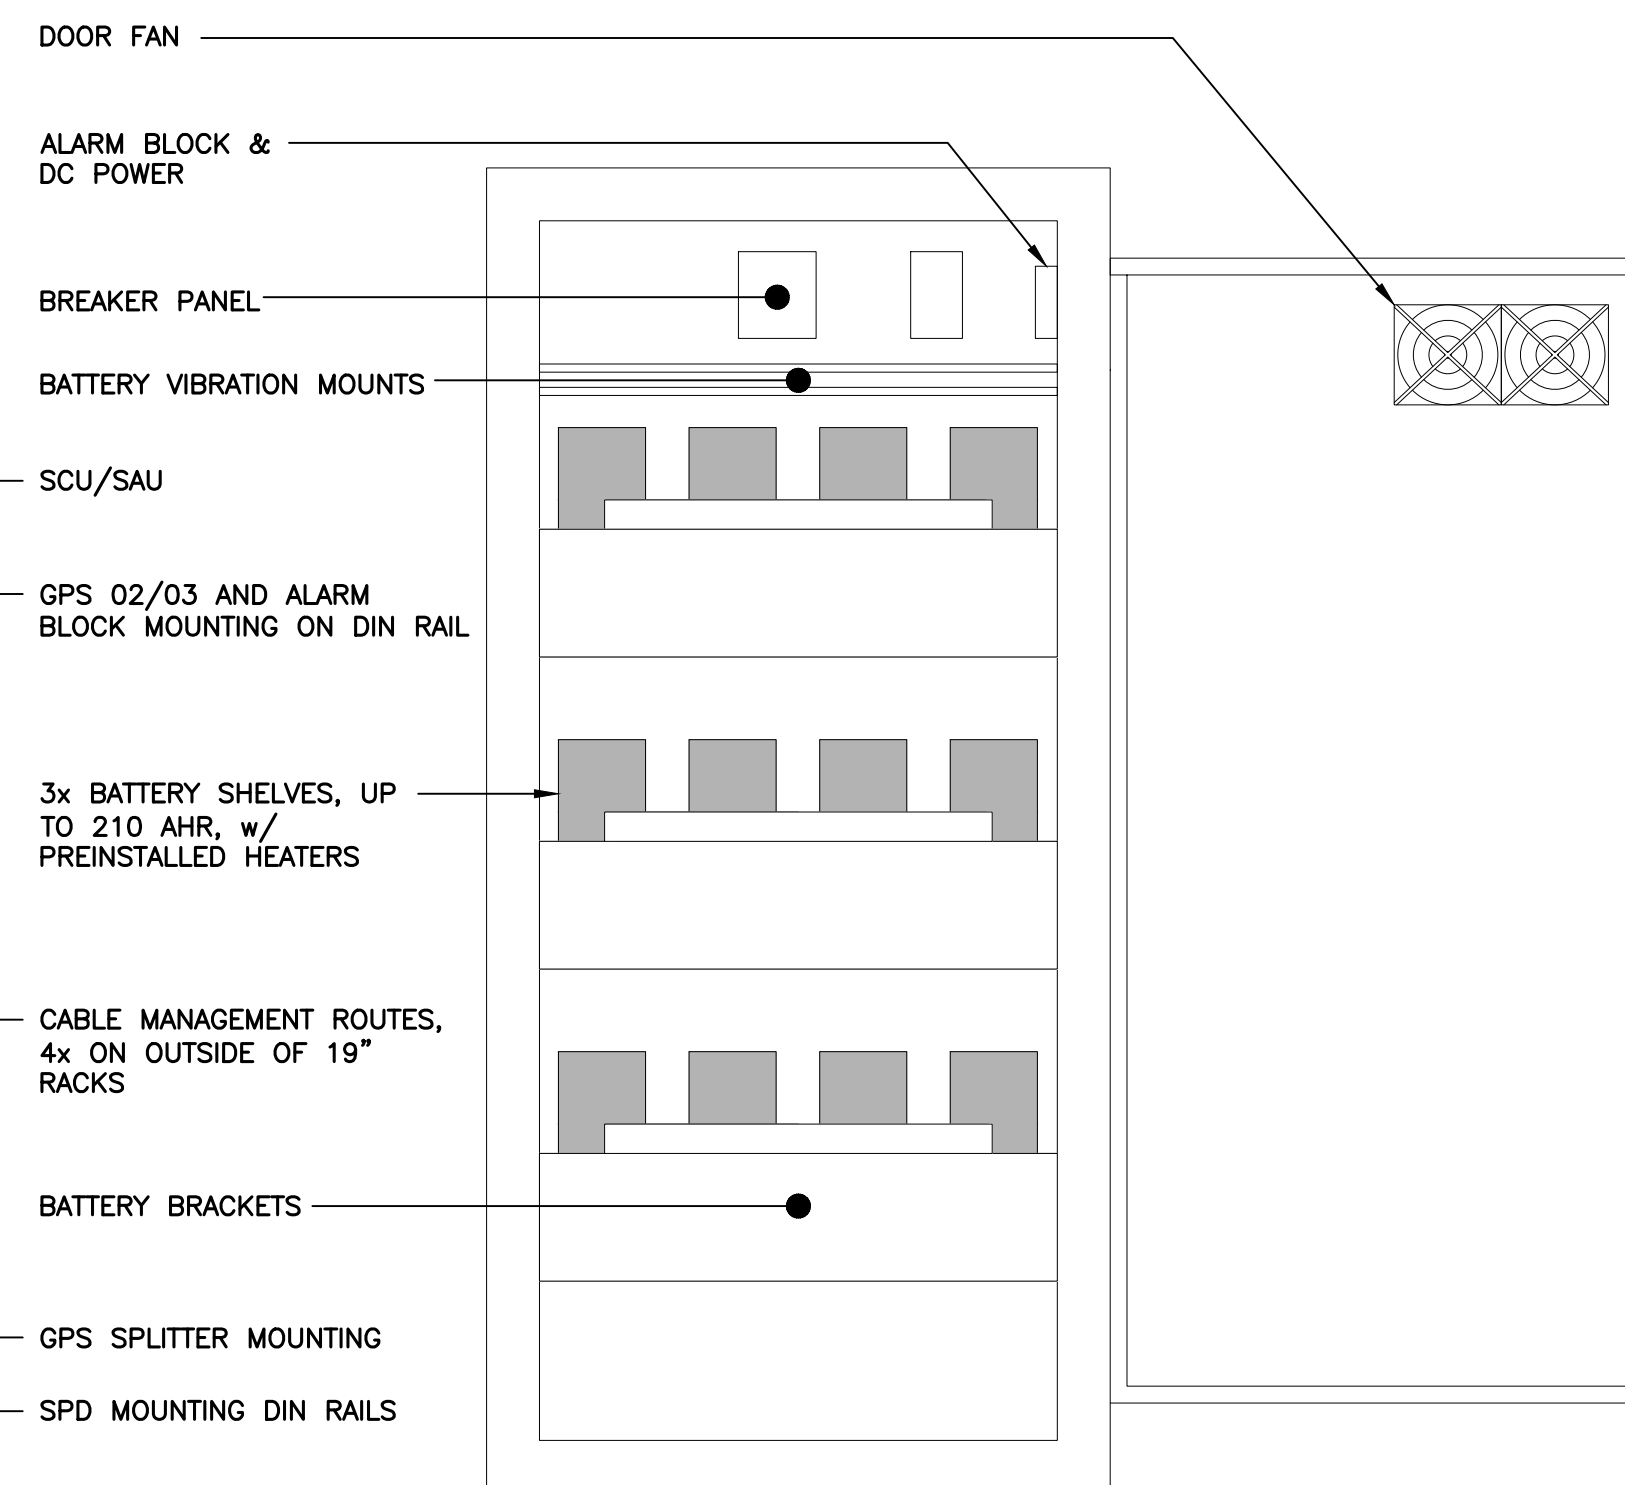 DOOR FAN
ALARM BLOCK &
DC POWER
BREAKER PANEL
BATTERY VIBRATION MOUNTS
SCU/SAU
GPS 02/03 AND ALARM
BLOCK MOUNTING ON DIN RAIL
3x BATTERY SHELVES, UP
TO 210 AHR, w/
PREINSTALLED HEATERS
CABLE MANAGEMENT ROUTES,
4x ON OUTSIDE OF 19"
RACKS
BATTERY BRACKETS
GPS SPLITTER MOUNTING
SPD MOUNTING DIN RAILS